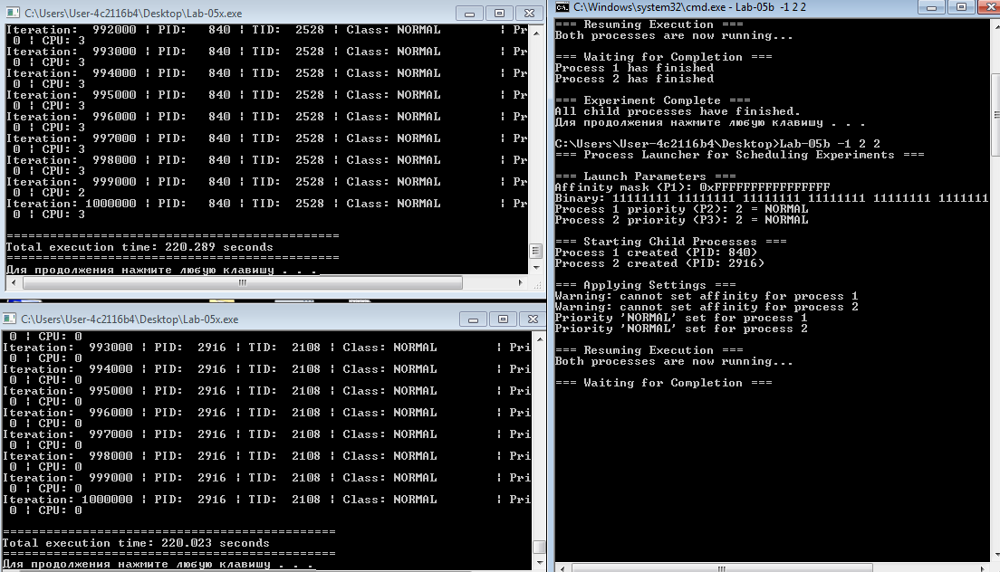 C:\Users\User-4c2116b4\Desktop\Lab-05x.exe
Iteration:  992000 ¦ PID:   840 ¦ TID:  2528 ¦ Class: NORMAL ¦ Pr
0 ¦ CPU: 3
Iteration:  993000 ¦ PID:   840 ¦ TID:  2528 ¦ Class: NORMAL ¦ Pr
0 ¦ CPU: 3
Iteration:  994000 ¦ PID:   840 ¦ TID:  2528 ¦ Class: NORMAL ¦ Pr
0 ¦ CPU: 3
Iteration:  995000 ¦ PID:   840 ¦ TID:  2528 ¦ Class: NORMAL ¦ Pr
0 ¦ CPU: 3
Iteration:  996000 ¦ PID:   840 ¦ TID:  2528 ¦ Class: NORMAL ¦ Pr
0 ¦ CPU: 3
Iteration:  997000 ¦ PID:   840 ¦ TID:  2528 ¦ Class: NORMAL ¦ Pr
0 ¦ CPU: 3
Iteration:  998000 ¦ PID:   840 ¦ TID:  2528 ¦ Class: NORMAL ¦ Pr
0 ¦ CPU: 3
Iteration:  999000 ¦ PID:   840 ¦ TID:  2528 ¦ Class: NORMAL ¦ Pr
0 ¦ CPU: 2
Iteration: 1000000 ¦ PID:   840 ¦ TID:  2528 ¦ Class: NORMAL ¦ Pr
0 ¦ CPU: 3
==============================================
Total execution time: 220.289 seconds
==============================================
Для продолжения нажмите любую клавишу . . .
C:\Users\User-4c2116b4\Desktop\Lab-05x.exe
0 ¦ CPU: 0
Iteration:  993000 ¦ PID:  2916 ¦ TID:  2108 ¦ Class: NORMAL ¦ Pri
0 ¦ CPU: 0
Iteration:  994000 ¦ PID:  2916 ¦ TID:  2108 ¦ Class: NORMAL ¦ Pri
0 ¦ CPU: 0
Iteration:  995000 ¦ PID:  2916 ¦ TID:  2108 ¦ Class: NORMAL ¦ Pri
0 ¦ CPU: 0
Iteration:  996000 ¦ PID:  2916 ¦ TID:  2108 ¦ Class: NORMAL ¦ Pri
0 ¦ CPU: 0
Iteration:  997000 ¦ PID:  2916 ¦ TID:  2108 ¦ Class: NORMAL ¦ Pri
0 ¦ CPU: 0
Iteration:  998000 ¦ PID:  2916 ¦ TID:  2108 ¦ Class: NORMAL ¦ Pri
0 ¦ CPU: 0
Iteration:  999000 ¦ PID:  2916 ¦ TID:  2108 ¦ Class: NORMAL ¦ Pri
0 ¦ CPU: 0
Iteration: 1000000 ¦ PID:  2916 ¦ TID:  2108 ¦ Class: NORMAL ¦ Pri
0 ¦ CPU: 0
==============================================
Total execution time: 220.023 seconds
==============================================
Для продолжения нажмите любую клавишу . . .
C:\Windows\system32\cmd.exe - Lab-05b -1 2 2
=== Resuming Execution ===
Both processes are now running...
=== Waiting for Completion ===
Process 1 has finished
Process 2 has finished
=== Experiment Complete ===
All child processes have finished.
Для продолжения нажмите любую клавишу . . .
C:\Users\User-4c2116b4\Desktop>Lab-05b -1 2 2
=== Process Launcher for Scheduling Experiments ===
=== Launch Parameters ===
Affinity mask (P1): 0xFFFFFFFFFFFFFFFF
Binary: 11111111 11111111 11111111 11111111 11111111 1111111
Process 1 priority (P2): 2 = NORMAL
Process 2 priority (P3): 2 = NORMAL
=== Starting Child Processes ===
Process 1 created (PID: 840)
Process 2 created (PID: 2916)
=== Applying Settings ===
Warning: cannot set affinity for process 1
Warning: cannot set affinity for process 2
Priority 'NORMAL' set for process 1
Priority 'NORMAL' set for process 2
=== Resuming Execution ===
Both processes are now running...
=== Waiting for Completion ===